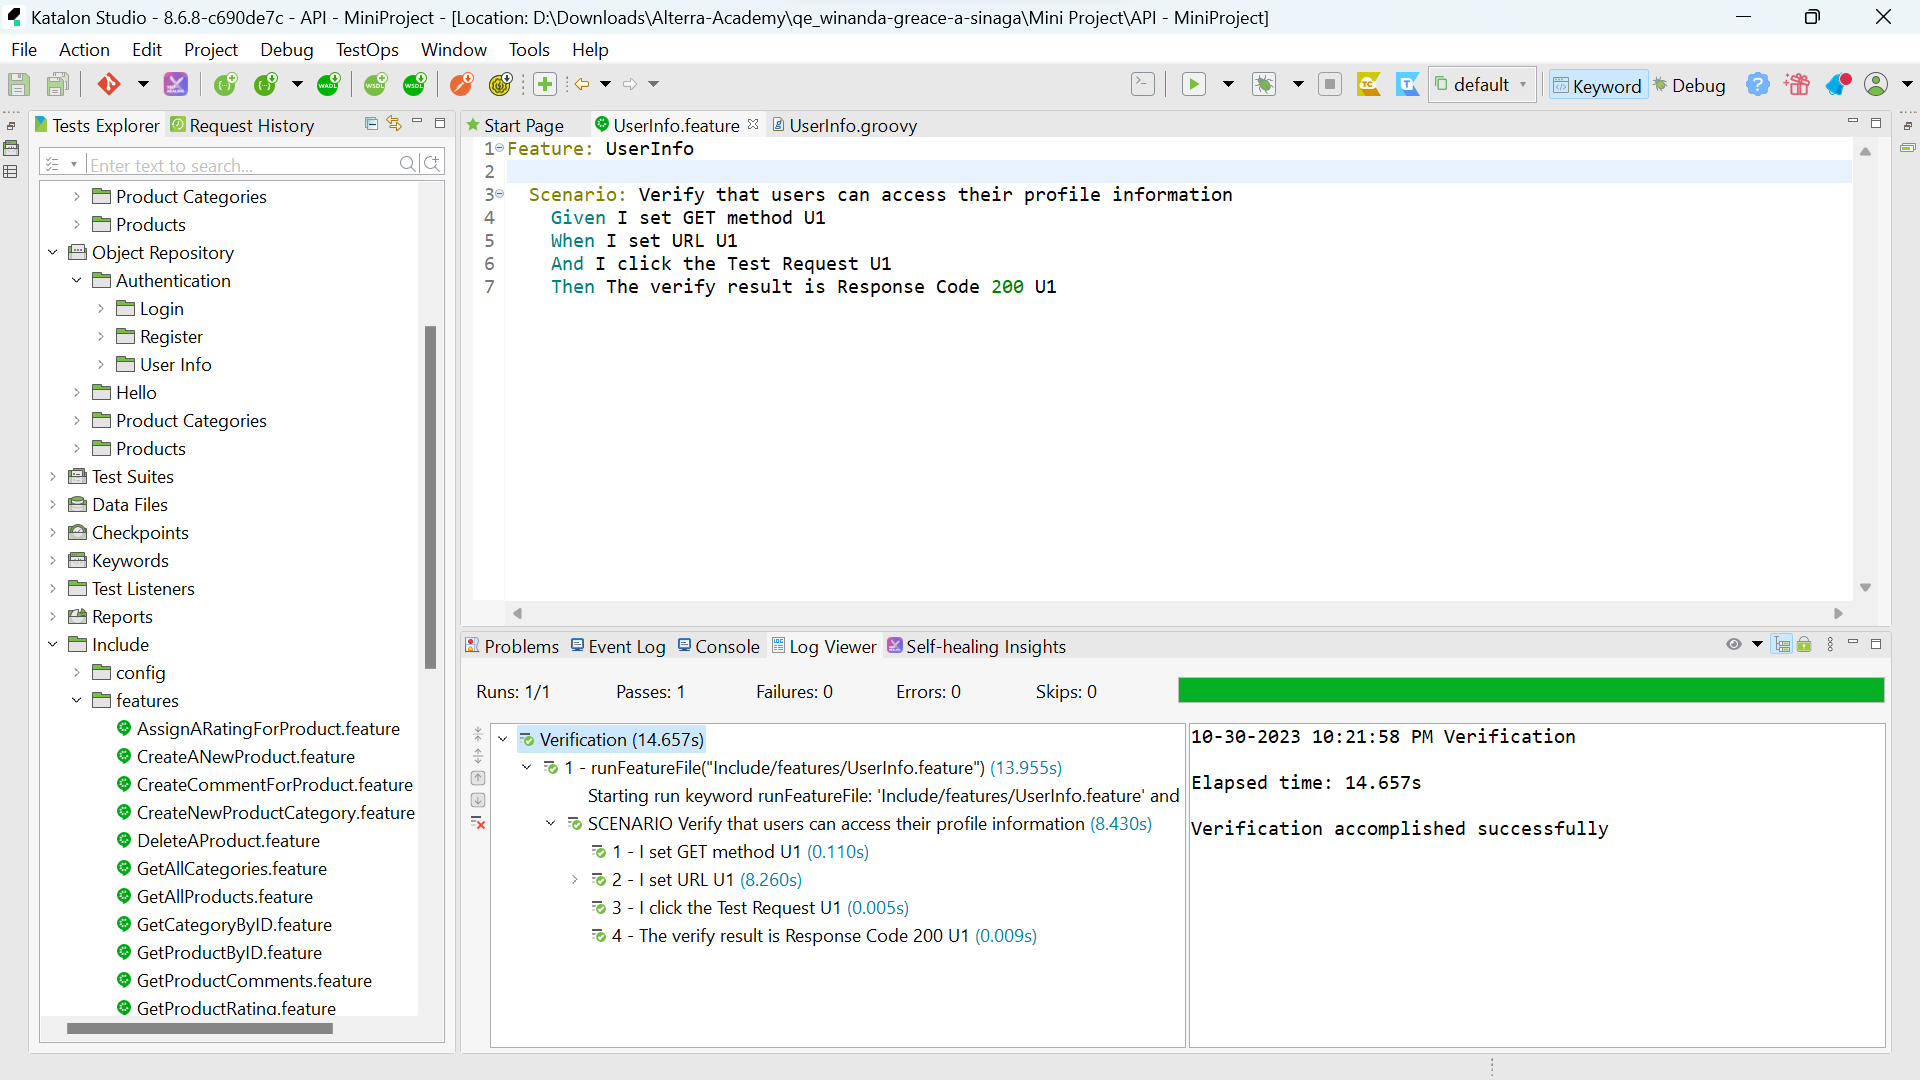 Katalon Studio - 8.6.8-c690de7c - API - MiniProject - [Location: D:\Downloads\Alterra-Academy\qe_winanda-greace-a-sinaga\Mini Project\API - MiniProject]
File Action Edit Project Debug TestOps Window Tools Help
default Keyword Debug
Tests Explorer Request History
Enter text to search...
Product Categories
Products
Object Repository
Authentication
Login
Register
User Info
Hello
Product Categories
Products
Test Suites
Data Files
Checkpoints
Keywords
Test Listeners
Reports
Include
config
features
AssignARatingForProduct.feature
CreateANewProduct.feature
CreateCommentForProduct.feature
CreateNewProductCategory.feature
DeleteAProduct.feature
GetAllCategories.feature
GetAllProducts.feature
GetCategoryByID.feature
GetProductByID.feature
GetProductComments.feature
GetProductRating.feature
Start Page UserInfo.feature UserInfo.groovy
1 Feature: UserInfo
2
3 Scenario: Verify that users can access their profile information
4 Given I set GET method U1
5 When I set URL U1
6 And I click the Test Request U1
7 Then The verify result is Response Code 200 U1
Problems Event Log Console Log Viewer Self-healing Insights
Runs: 1/1 Passes: 1 Failures: 0 Errors: 0 Skips: 0
Verification (14.657s)
1 - runFeatureFile("Include/features/UserInfo.feature") (13.955s)
Starting run keyword runFeatureFile: 'Include/features/UserInfo.feature' and
SCENARIO Verify that users can access their profile information (8.430s)
1 - I set GET method U1 (0.110s)
2 - I set URL U1 (8.260s)
3 - I click the Test Request U1 (0.005s)
4 - The verify result is Response Code 200 U1 (0.009s)
10-30-2023 10:21:58 PM Verification
Elapsed time: 14.657s
Verification accomplished successfully